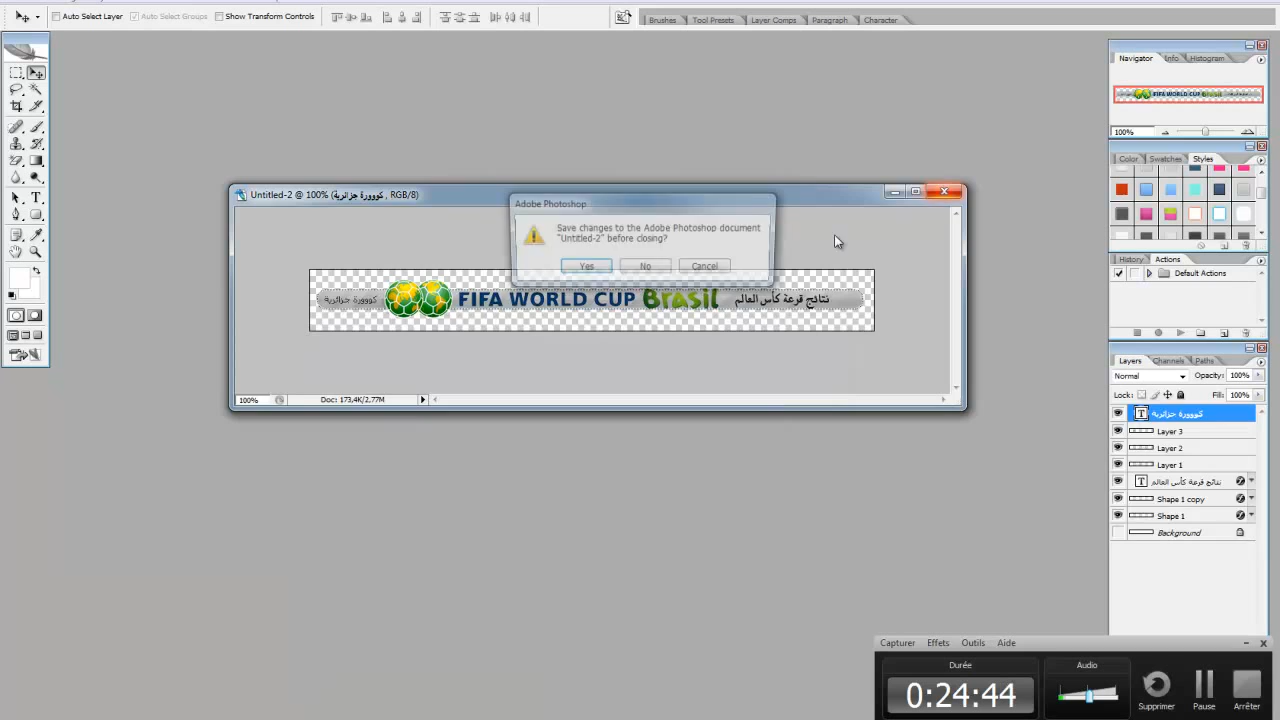 Auto Select Layer
Auto Select Groups
Show Transform Controls
Brushes
Tool Presets
Layer Comps
Paragraph
Character
Navigator
Info
Histogram
FIFA WORLD CUP Brasil
100%
Color
Swatches
Styles
History
Actions
Default Actions
Untitled-2 @ 100% (كووورة جزائرية , RGB/8)
Adobe Photoshop
Save changes to the Adobe Photoshop document
"Untitled-2" before closing?
Yes
No
Cancel
كووورة جزائرية
FIFA WORLD CUP Brasil
نتائج قرعة كأس العالم
100%
Doc: 173,4K/2,77M
Layers
Channels
Paths
Normal
Opacity: 100%
Lock:
Fill: 100%
T كووورة جزائرية
Layer 3
Layer 2
Layer 1
T نتائج قرعة كأس العالم
Shape 1 copy
Shape 1
Background
Capturer
Effets
Outils
Aide
Durée
0:24:44
Audio
Supprimer
Pause
Arrêter